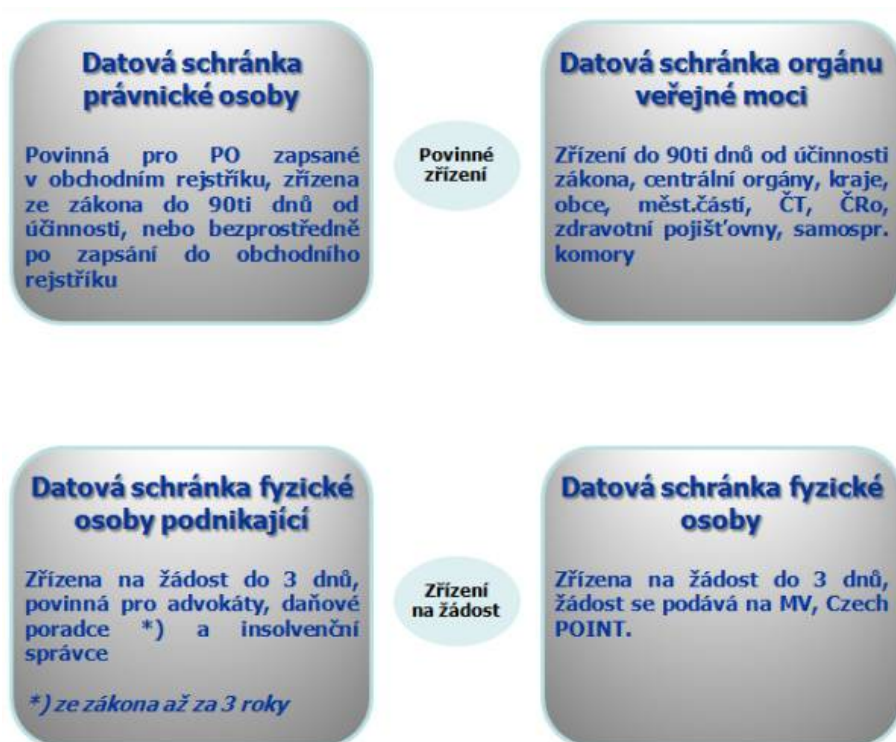 Datová schránka
právnické osoby
Povinná pro PO zapsané
v obchodním rejstříku, zřízena
ze zákona do 90ti dnů od
účinnosti, nebo bezprostředně
po zapsání do obchodního
rejstříku
Povinné
zřízení
Datová schránka orgánu
veřejné moci
Zřízení do 90ti dnů od účinnosti
zákona, centrální orgány, kraje,
obce, měst.částí, ČT, ČRo,
zdravotní pojišťovny, samospr.
komory
Datová schránka fyzické
osoby podnikající
Zřízena na žádost do 3 dnů,
povinná pro advokáty, daňové
poradce *) a insolvenční
správce
*) ze zákona až za 3 roky
Zřízení
na žádost
Datová schránka fyzické
osoby
Zřízena na žádost do 3 dnů,
žádost se podává na MV, Czech
POINT.